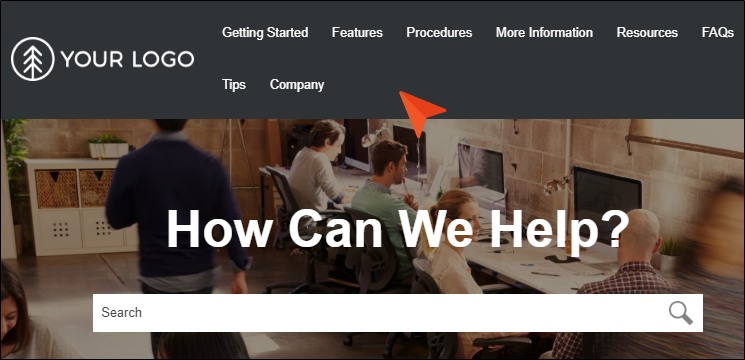 YOUR LOGO
Getting Started Features Procedures More Information Resources FAQs
Tips Company
How Can We Help?
Search